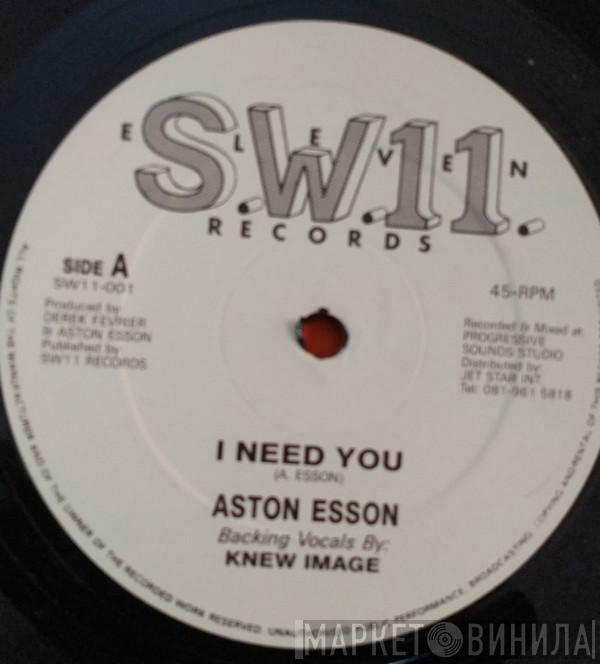 S.W.11.
ELEVEN
RECORDS
SIDE A
SW11-001
Produced by
DEREK FEVRIER
& ASTON ESSON
Published by
SW11 RECORDS
45-RPM
Recorded & Mixed at:
PROGRESSIVE
SOUNDS STUDIO
Distributed by:
JET STAR INT.
Tel: 081-961 5818
I NEED YOU
(A. ESSON)
ASTON ESSON
Backing Vocals By:
KNEW IMAGE
ALL RIGHTS OF THE MANUFACTURER AND OF THE OWNER OF THE RECORDED WORK RESERVED. PERFORMANCE, BROADCASTING, COPYING AND RENTAL OF THIS
МАРКЕТ ВИНИЛА